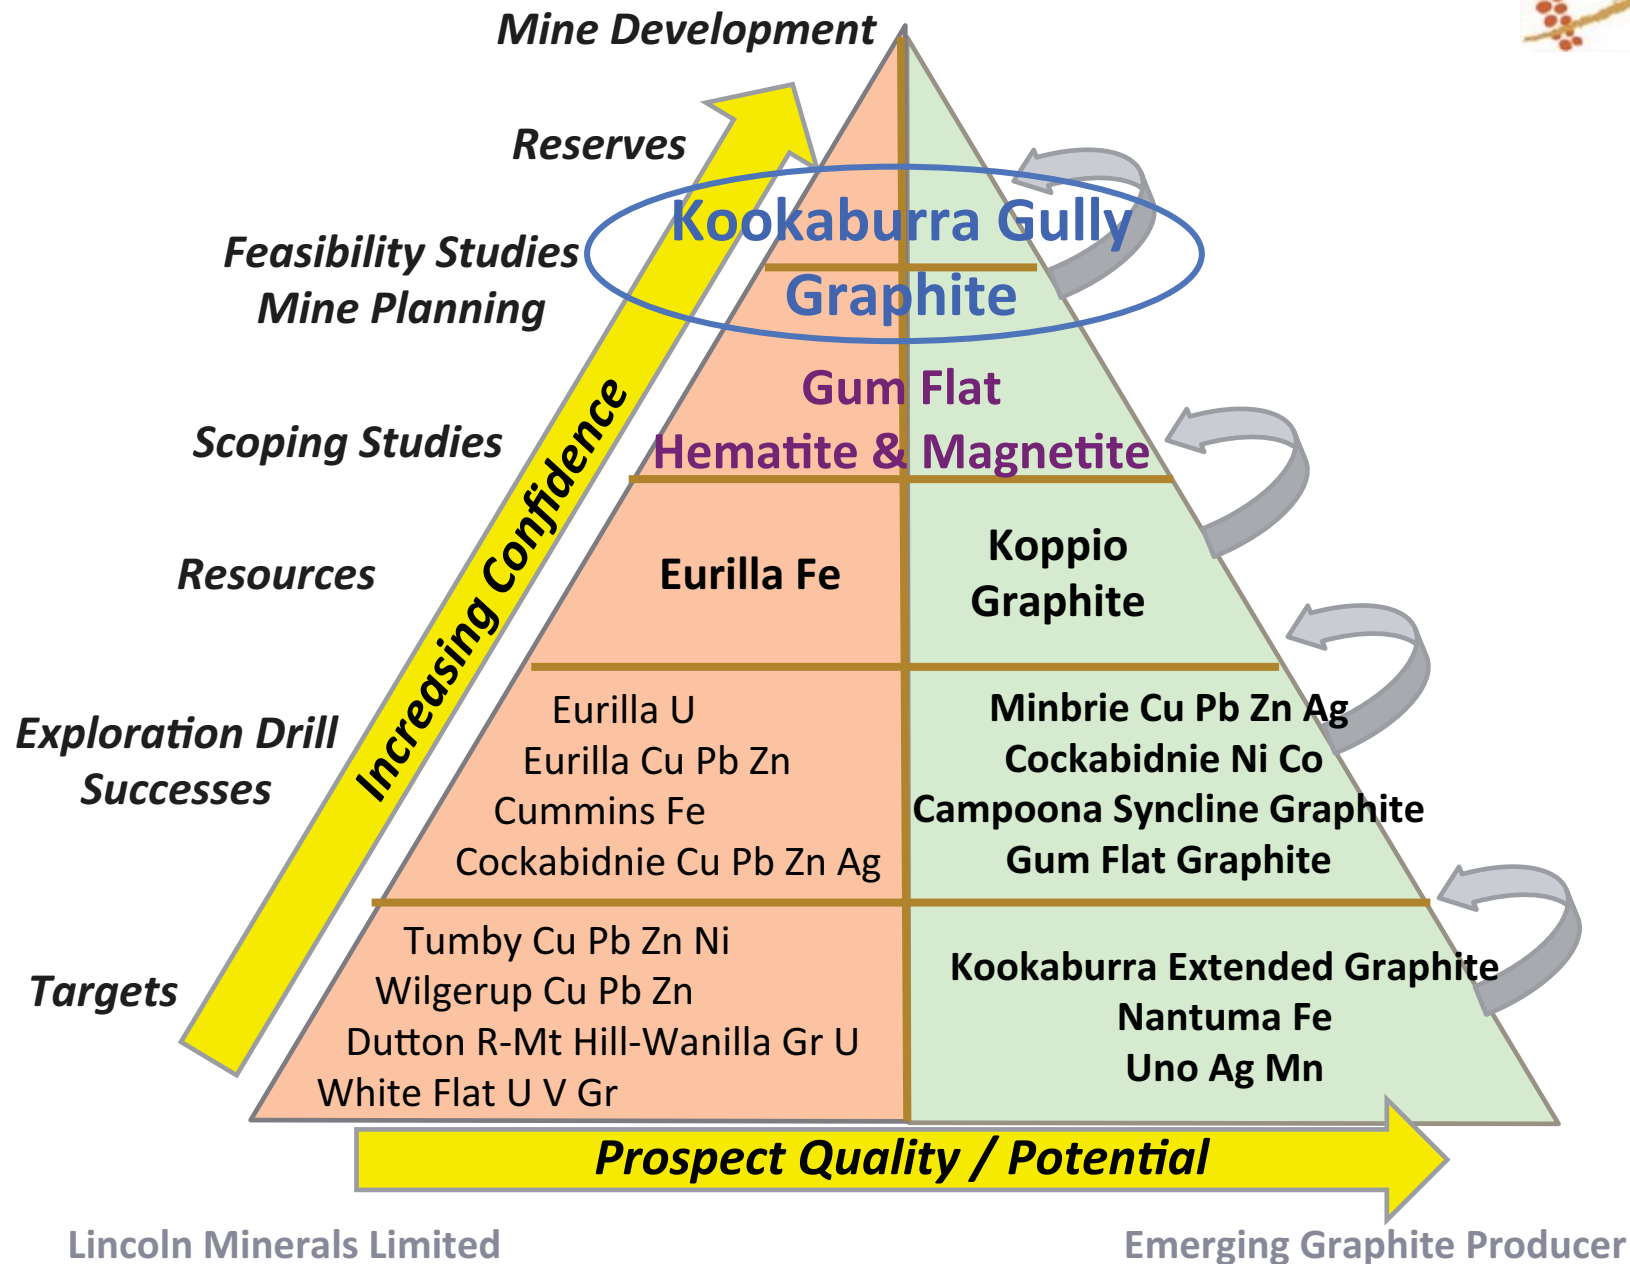 Mine Development
Reserves
Kookaburra Gully
Graphite
Feasibility Studies
Mine Planning
Gum Flat
Hematite & Magnetite
Scoping Studies
Increasing Confidence
Resources
Eurilla Fe
Koppio
Graphite
Exploration Drill
Successes
Eurilla U
Eurilla Cu Pb Zn
Cummins Fe
Cockabidnie Cu Pb Zn Ag
Minbrie Cu Pb Zn Ag
Cockabidnie Ni Co
Campoona Syncline Graphite
Gum Flat Graphite
Targets
Tumby Cu Pb Zn Ni
Wilgerup Cu Pb Zn
Dutton R-Mt Hill-Wanilla Gr U
White Flat U V Gr
Kookaburra Extended Graphite
Nantuma Fe
Uno Ag Mn
Prospect Quality / Potential
Lincoln Minerals Limited
Emerging Graphite Producer